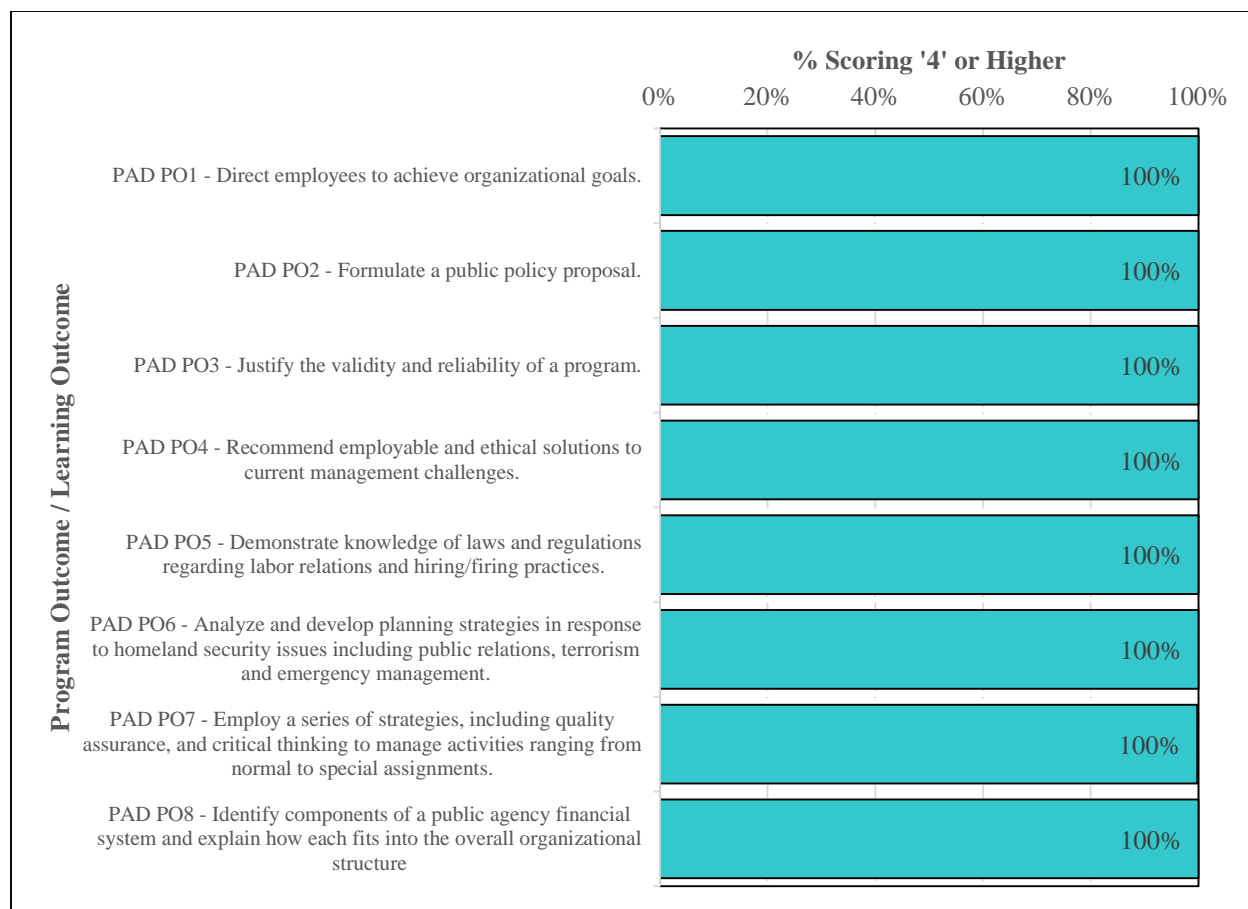 % Scoring '4' or Higher
0% 20% 40% 60% 80% 100%
Program Outcome / Learning Outcome
PAD PO1 - Direct employees to achieve organizational goals.
100%
PAD PO2 - Formulate a public policy proposal.
100%
PAD PO3 - Justify the validity and reliability of a program.
100%
PAD PO4 - Recommend employable and ethical solutions to
current management challenges.
100%
PAD PO5 - Demonstrate knowledge of laws and regulations
regarding labor relations and hiring/firing practices.
100%
PAD PO6 - Analyze and develop planning strategies in response
to homeland security issues including public relations, terrorism
and emergency management.
100%
PAD PO7 - Employ a series of strategies, including quality
assurance, and critical thinking to manage activities ranging from
normal to special assignments.
100%
PAD PO8 - Identify components of a public agency financial
system and explain how each fits into the overall organizational
structure
100%